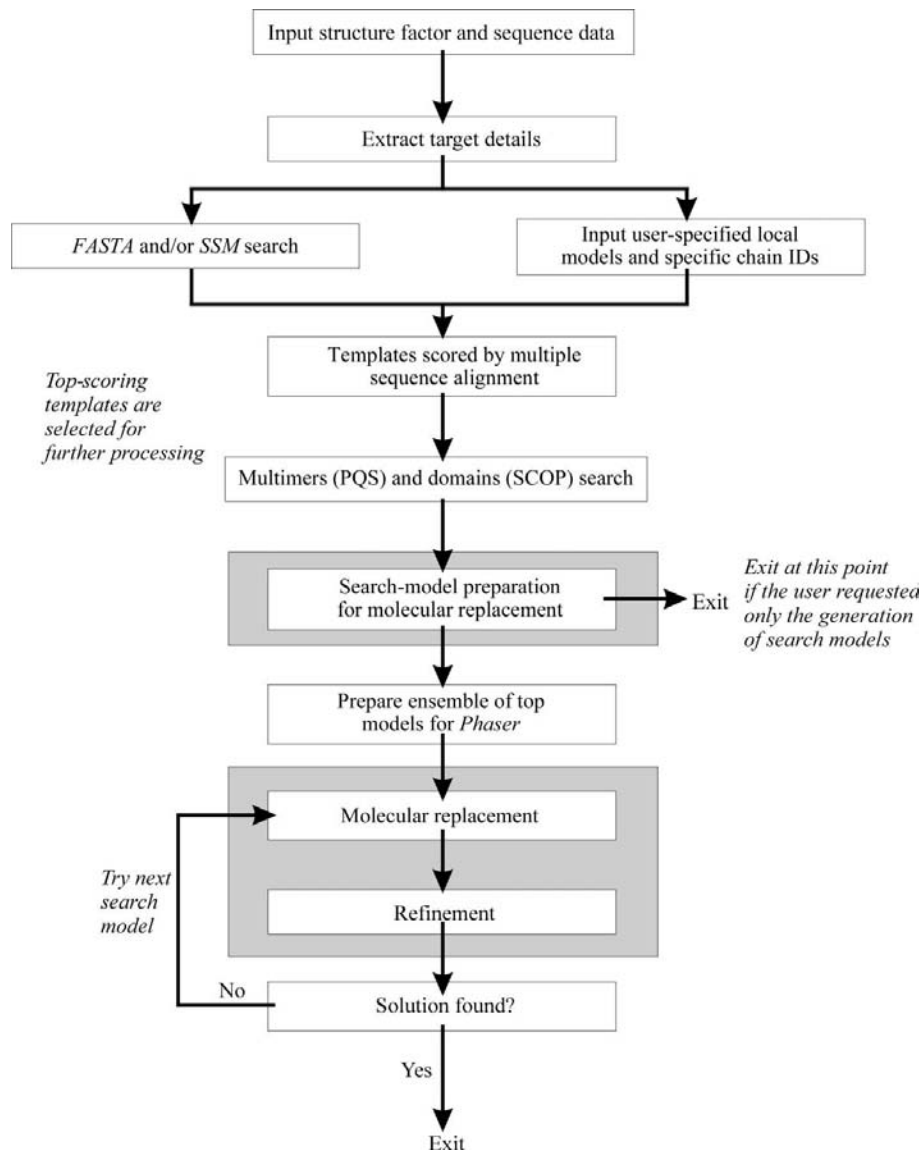 Input structure factor and sequence data
Extract target details
FASTA and/or SSM search
Input user-specified local
models and specific chain IDs
Templates scored by multiple
sequence alignment
Top-scoring
templates are
selected for
further processing
Multimers (PQS) and domains (SCOP) search
Search-model preparation
for molecular replacement
Exit
Exit at this point
if the user requested
only the generation
of search models
Prepare ensemble of top
models for Phaser
Molecular replacement
Try next
search
model
Refinement
No
Solution found?
Yes
Exit